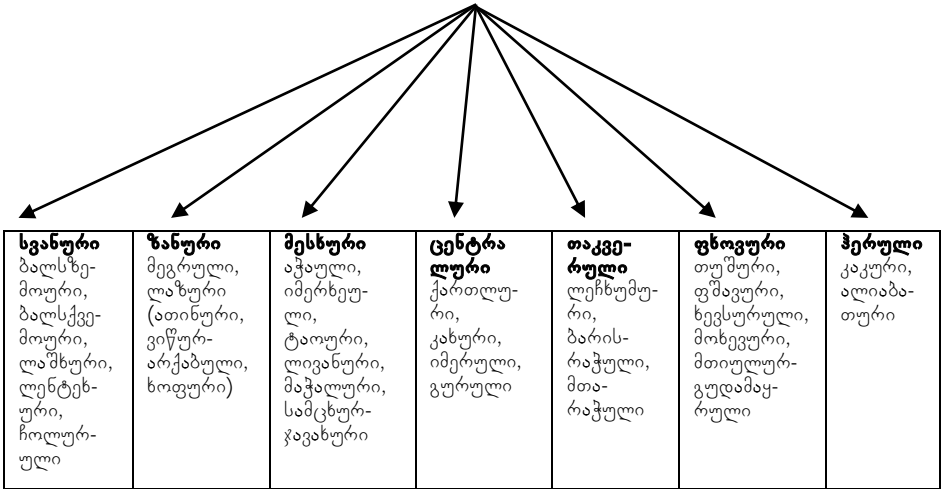 სვანური
ბალსზე-
მოური,
ბალსქვე-
მოური,
ლაშხური,
ლენტეხ-
ური,
ჩოლურ-
ული
ზანური
მეგრული,
ლაზური
(ათინური,
ვიწურ-
არქაბული,
ხოფური)
მესხური
აჭაული,
იმერხეუ-
ლი,
ტაოური,
ლივანური,
მაჭალური,
სამცხურ-
ჯავახური
ცენტრა
ლური
ქართლუ-
რი,
კახური,
იმერული,
გურული
თაკვე-
რული
ლეჩხუმუ-
რი,
ბარის-
რაჭული,
მთა-
რაჭული
ფხოვური
თუშური,
ფშავური,
ხევსურული,
მოხევური,
მთიულურ-
გუდამაყ-
რული
ჰერული
კაკური,
ალიაბა-
თური